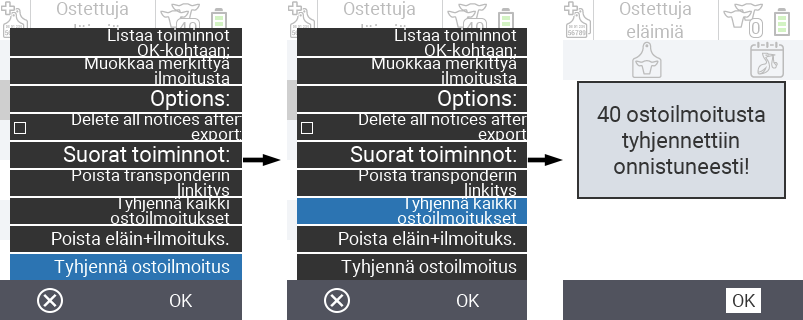 Ostettuja
eläimiä
40
Listaa toiminnot
OK-kohtaan:
Muokkaa merkittyä
ilmoitusta
Options:
Delete all notices after
export
Suorat toiminnot:
Poista transponderin
linkitys
Tyhjennä kaikki
ostoilmoitukset
Poista eläin+ilmoituks.
Tyhjennä ostoilmoitus
OK
Ostettuja
eläimiä
40
Listaa toiminnot
OK-kohtaan:
Muokkaa merkittyä
ilmoitusta
Options:
Delete all notices after
export
Suorat toiminnot:
Poista transponderin
linkitys
Tyhjennä kaikki
ostoilmoitukset
Poista eläin+ilmoituks.
Tyhjennä ostoilmoitus
OK
Ostettuja
eläimiä
0
56789
40 ostoilmoitusta
tyhjennettiin
onnistuneesti!
OK